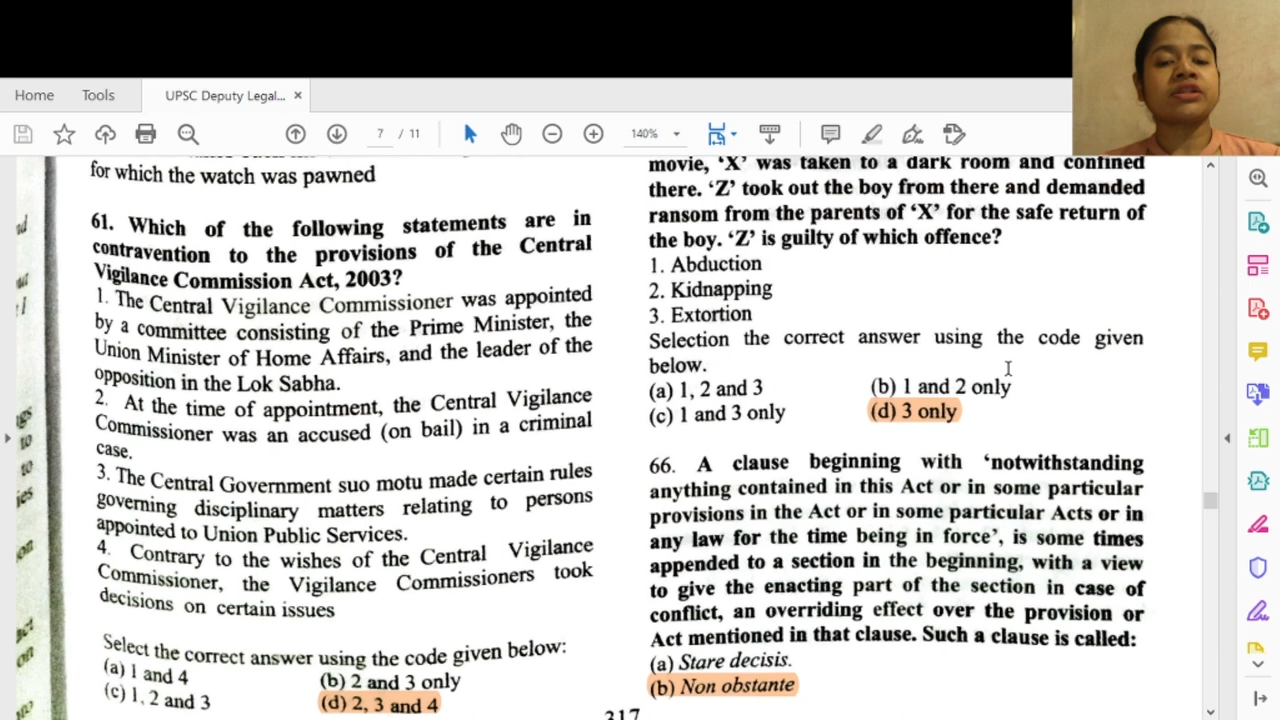 Home
Tools
UPSC Deputy Legal...
7 / 11
140%
for which the watch was pawned
61. Which of the following statements are in
contravention to the provisions of the Central
Vigilance Commission Act, 2003?
1. The Central Vigilance Commissioner was appointed
by a committee consisting of the Prime Minister, the
Union Minister of Home Affairs, and the leader of the
opposition in the Lok Sabha.
2. At the time of appointment, the Central Vigilance
Commissioner was an accused (on bail) in a criminal
case.
3. The Central Government suo motu made certain rules
governing disciplinary matters relating to persons
appointed to Union Public Services.
4. Contrary to the wishes of the Central Vigilance
Commissioner, the Vigilance Commissioners took
decisions on certain issues
Select the correct answer using the code given below:
(a) 1 and 4
(b) 2 and 3 only
(c) 1, 2 and 3
(d) 2, 3 and 4
movie, ‘X’ was taken to a dark room and confined
there. ‘Z’ took out the boy from there and demanded
ransom from the parents of ‘X’ for the safe return of
the boy. ‘Z’ is guilty of which offence?
1. Abduction
2. Kidnapping
3. Extortion
Selection the correct answer using the code given
below.
(a) 1, 2 and 3
(b) 1 and 2 only
(c) 1 and 3 only
(d) 3 only
66. A clause beginning with ‘notwithstanding
anything contained in this Act or in some particular
provisions in the Act or in some particular Acts or in
any law for the time being in force’, is some times
appended to a section in the beginning, with a view
to give the enacting part of the section in case of
conflict, an overriding effect over the provision or
Act mentioned in that clause. Such a clause is called:
(a) Stare decisis.
(b) Non obstante
317